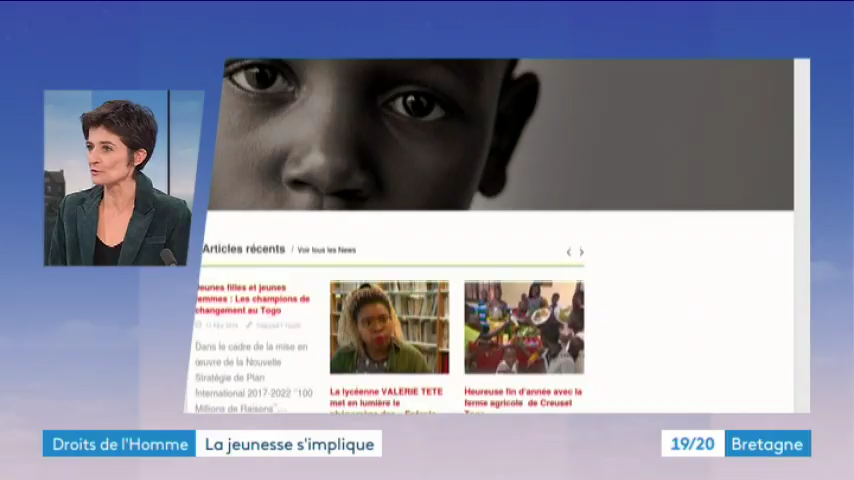 Articles récents / Voir tous les News
Jeunes filles et jeunes
femmes : Les champions de
changement au Togo
Dans le cadre de la mise en
œuvre de la Nouvelle
Stratégie de Plan
International 2017-2022 "100
Millions de Raisons"...
La lycéenne VALERIE TETE
met en lumière le
Heureuse fin d'année avec la
ferme agricole de Creuset
Togo
Droits de l'Homme
La jeunesse s'implique
19/20
Bretagne